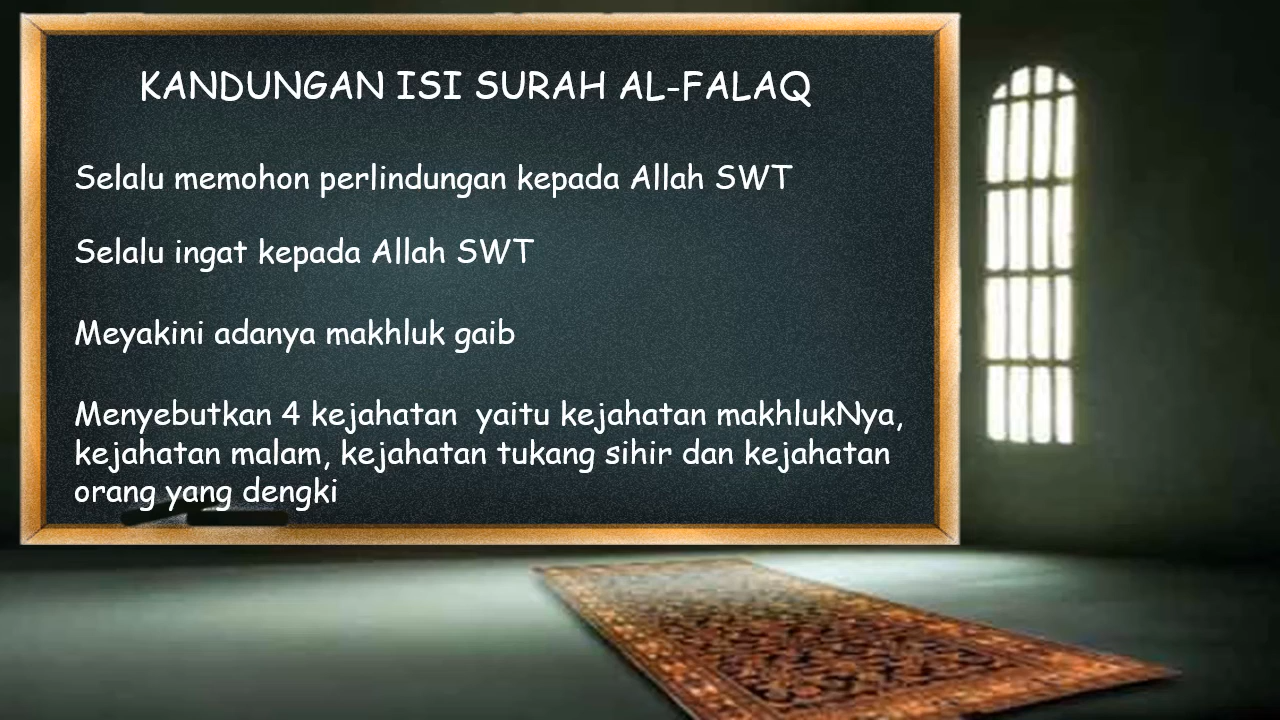 KANDUNGAN ISI SURAH AL-FALAQ
Selalu memohon perlindungan kepada Allah SWT
Selalu ingat kepada Allah SWT
Meyakini adanya makhluk gaib
Menyebutkan 4 kejahatan  yaitu kejahatan makhlukNya,
kejahatan malam, kejahatan tukang sihir dan kejahatan
orang yang dengki